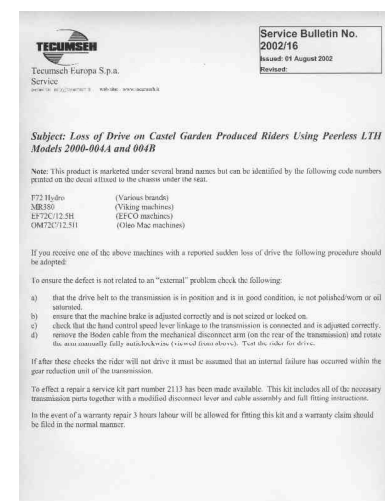 TECUMSEH
Service Bulletin No.
2002/16
Issued: 01 August 2002
Revised:
Tecumseh Europa S.p.a.
Service
Subject: Loss of Drive on Castel Garden Produced Riders Using Peerless LTH
Models 2000-004A and 004B
Note: This product is marketed under several brand names but can be identified by the following code numbers
printed on the decal affixed to the chassis under the seat.
F72 Hydro (Various brands)
MR380 (Viking machines)
EF72C/12.5H (EFCO machines)
OM72C/12.5H (Oleo Mac machines)
If you receive one of the above machines with a reported sudden loss of drive the following procedure should
be adopted:
To ensure the defect is not related to an "external" problem check the following:
a) that the drive belt to the transmission is in position and is in good condition, ie not polished/worn or oil
saturated.
b) ensure that the machine brake is adjusted correctly and is not seized or locked on.
c) check that the hand control speed lever linkage to the transmission is connected and is adjusted correctly.
d) remove the Boden cable from the mechanical disconnect arm (on the rear of the transmission) and rotate
the arm manually fully anticlockwise (viewed from above). Test the rider for drive.
If after these checks the rider will not drive it must be assumed that an internal failure has occurred within the
gear reduction unit of the transmission.
To effect a repair a service kit part number 2113 has been made available. This kit includes all of the necessary
transmission parts together with a modified disconnect lever and cable assembly and full fitting instructions.
In the event of a warranty repair 3 hours labour will be allowed for fitting this kit and a warranty claim should
be filed in the normal manner.